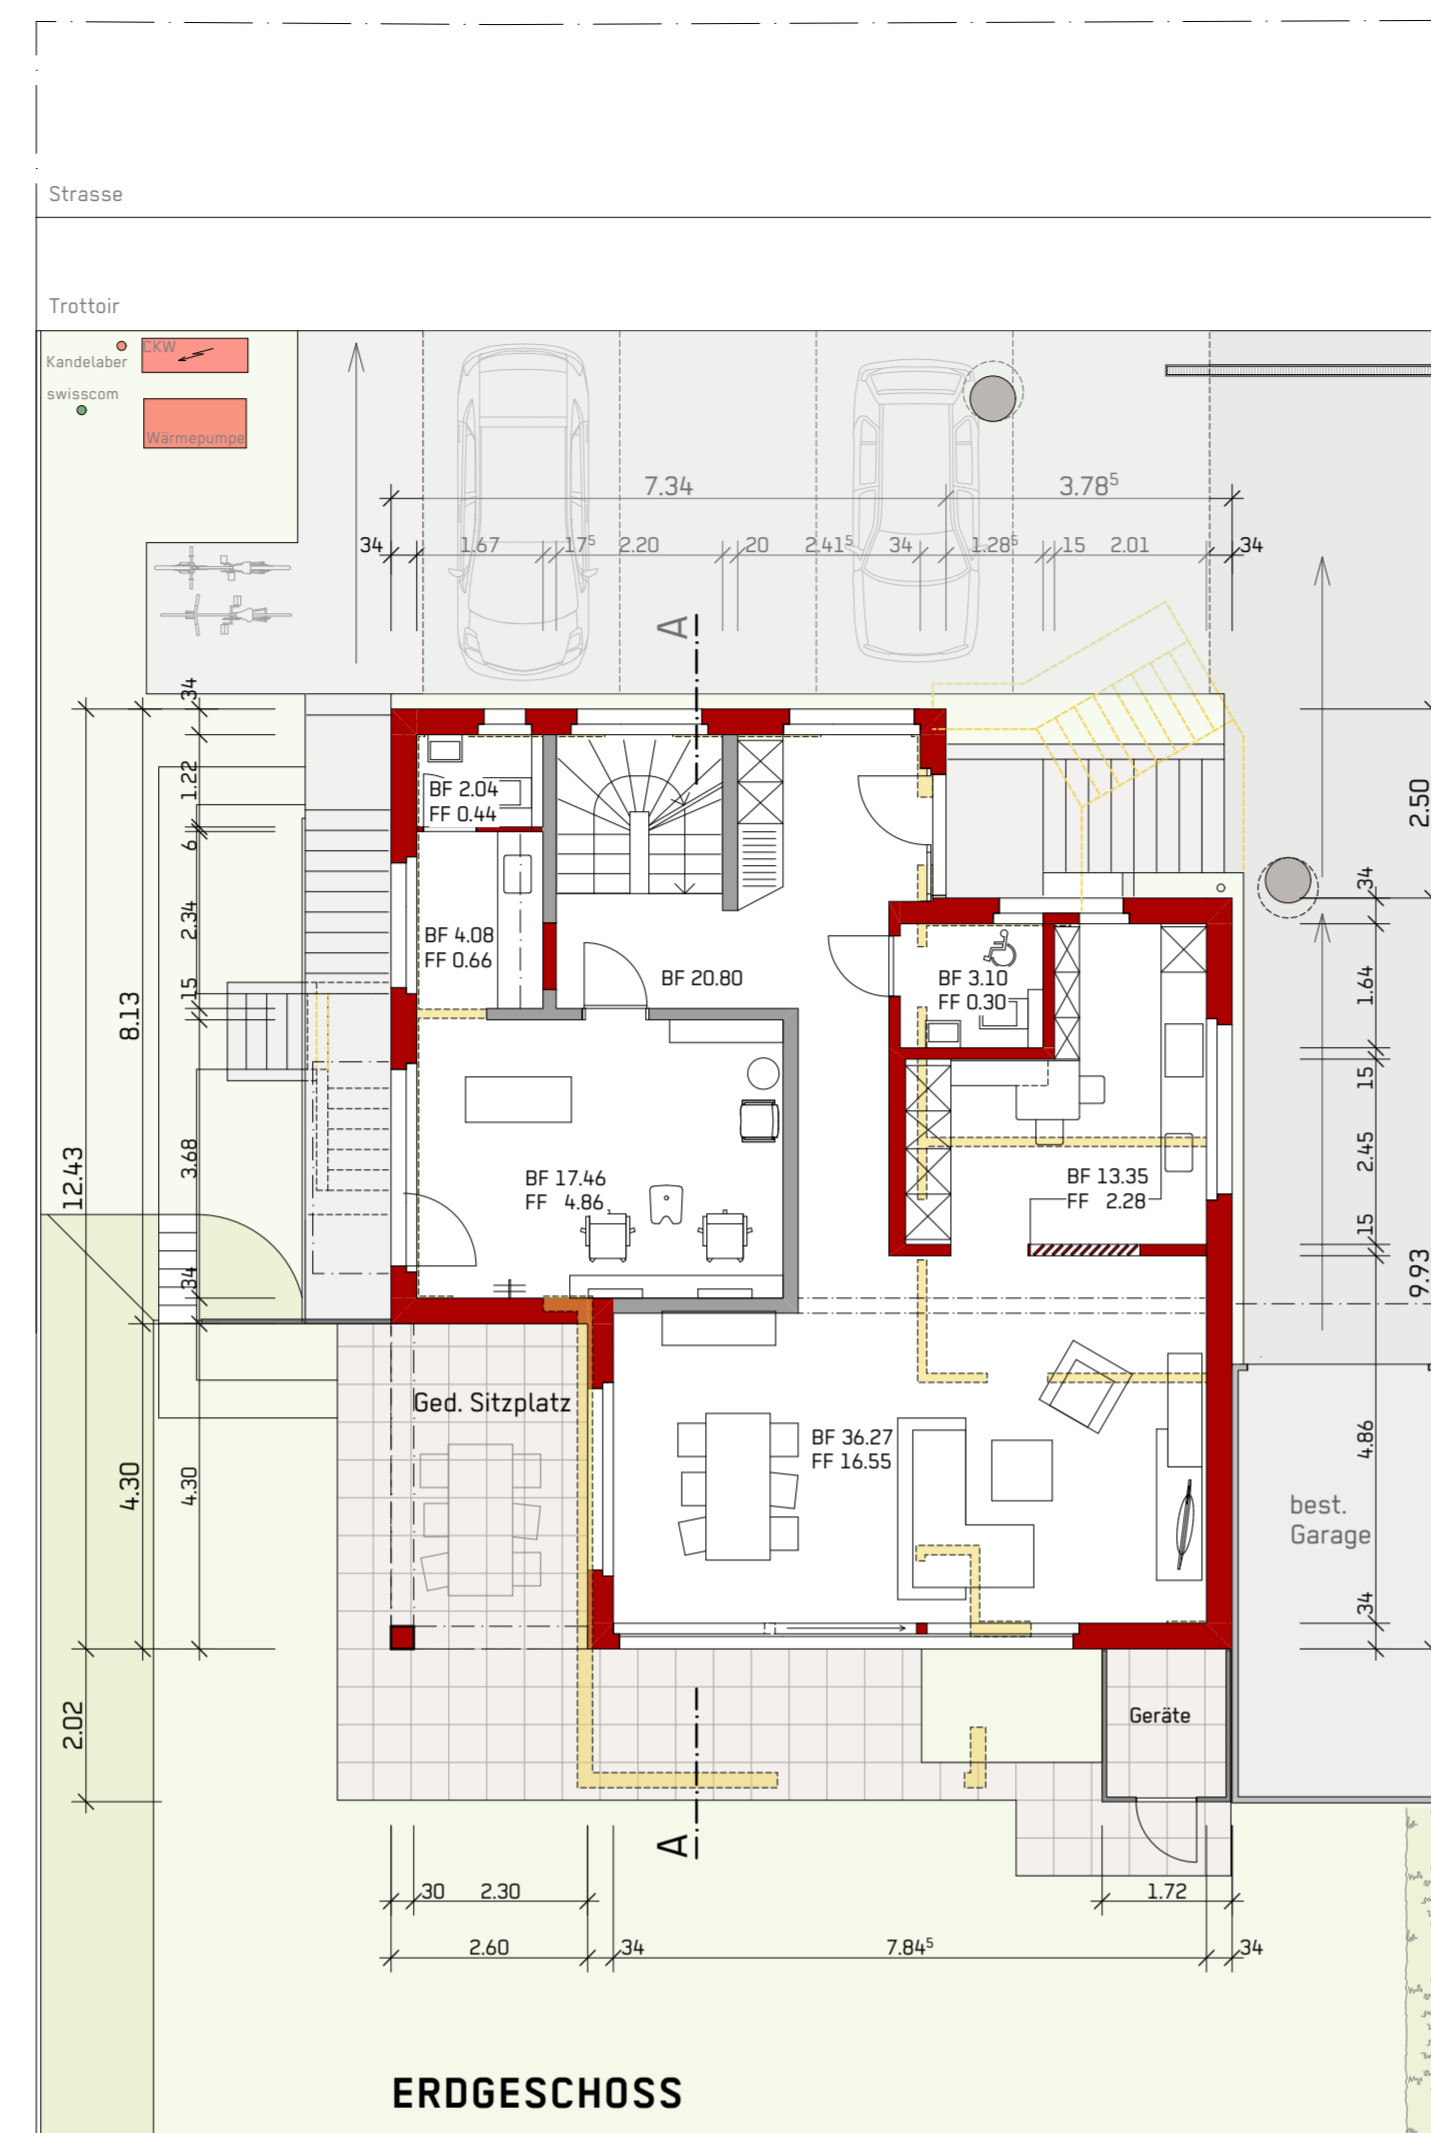 Strasse
Trottoir
Kandelaber
CKW
swisscom
Wärmepumpe
7.34
3.78⁵
34
1.67
17⁵
2.20
20
2.41⁵
34
1.28⁵
15
2.01
34
A
34
1.22
6
2.34
15
3.68
34
4.30
8.13
4.30
12.43
2.02
2.50
9.93
34
1.64
15
2.45
15
4.86
34
BF 2.04
FF 0.44
BF 4.08
FF 0.66
BF 20.80
BF 3.10
FF 0.30
BF 17.46
FF 4.86
BF 13.35
FF 2.28
Ged. Sitzplatz
BF 36.27
FF 16.55
best.
Garage
Geräte
A
30
2.30
1.72
2.60
34
7.84⁵
34
ERDGESCHOSS